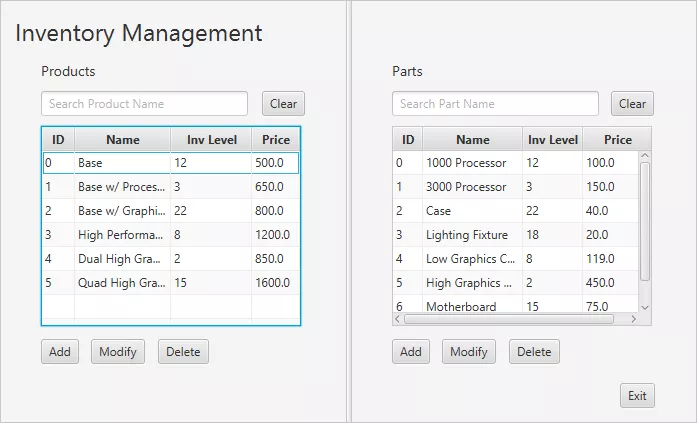 Inventory Management
Products
Search Product Name Clear
ID Name Inv Level Price
0 Base 12 500.0
1 Base w/ Proces... 3 650.0
2 Base w/ Graphi... 22 800.0
3 High Performa... 8 1200.0
4 Dual High Gra... 2 850.0
5 Quad High Gra... 15 1600.0
Add Modify Delete
Parts
Search Part Name Clear
ID Name Inv Level Price
0 1000 Processor 12 100.0
1 3000 Processor 3 150.0
2 Case 22 40.0
3 Lighting Fixture 18 20.0
4 Low Graphics C... 8 119.0
5 High Graphics ... 2 450.0
6 Motherboard 15 75.0
Add Modify Delete
Exit